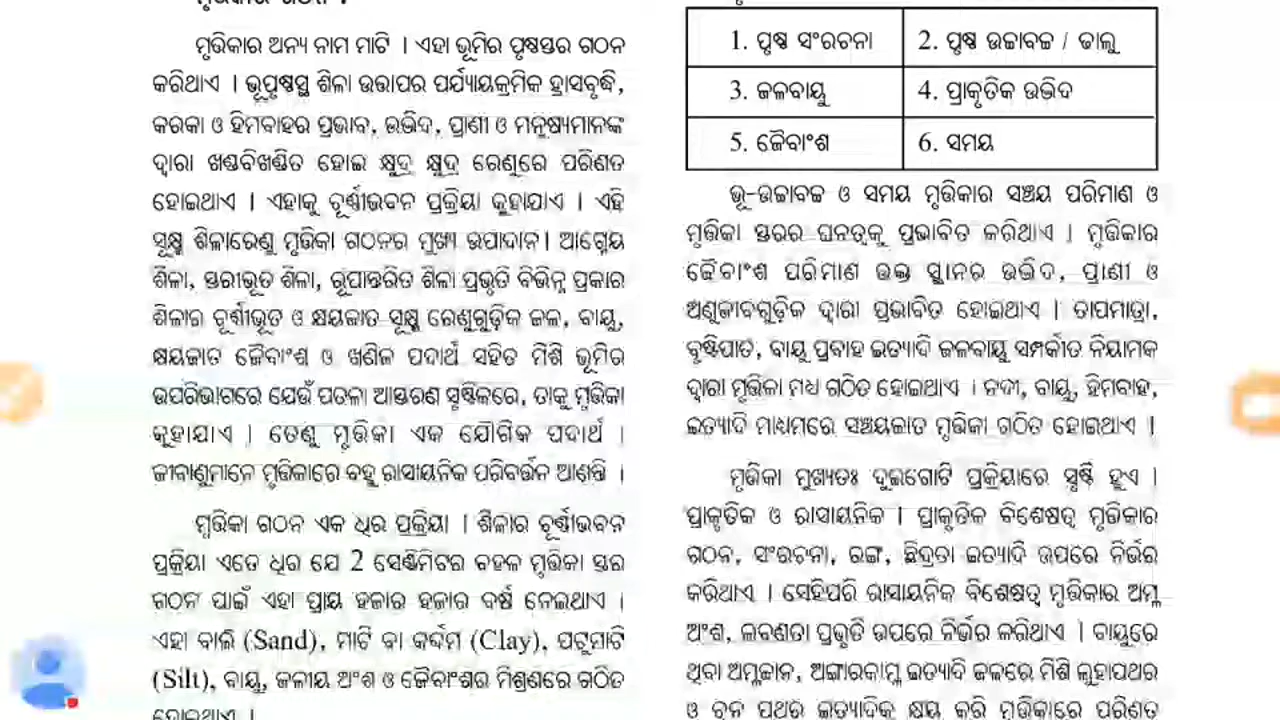 ମୃତ୍ତିକାର ଗଠନ :
ମୃତ୍ତିକାର ଅନ୍ୟ ନାମ ମାଟି । ଏହା ଭୂମିର ପୃଷ୍ଠସ୍ତର ଗଠନ
କରିଥାଏ । ଭୂପୃଷ୍ଠସ୍ଥ ଶିଳା ଉତ୍ତାପର ପର୍ଯ୍ୟାୟକ୍ରମିକ ହ୍ରାସବୃଦ୍ଧି,
କରକା ଓ ହିମବାହର ପ୍ରଭାବ, ଉଦ୍ଭିଦ, ପ୍ରାଣୀ ଓ ମନୁଷ୍ୟମାନଙ୍କ
ଦ୍ୱାରା ଖଣ୍ଡବିଖଣ୍ଡିତ ହୋଇ କ୍ଷୁଦ୍ର କ୍ଷୁଦ୍ର ରେଣୁରେ ପରିଣତ
ହୋଇଥାଏ । ଏହାକୁ ଚୂର୍ଣ୍ଣୀଭବନ ପ୍ରକ୍ରିୟା କୁହାଯାଏ । ଏହି
ସୂକ୍ଷ୍ମ ଶିଳାରେଣୁ ମୃତ୍ତିକା ଗଠନର ମୁଖ୍ୟ ଉପାଦାନ। ଆଗ୍ନେୟ
ଶିଳା, ସ୍ତରୀଭୂତ ଶିଳା, ରୂପାନ୍ତରିତ ଶିଳା ପ୍ରଭୃତି ବିଭିନ୍ନ ପ୍ରକାର
ଶିଳାର ଚୂର୍ଣ୍ଣୀଭୂତ ଓ କ୍ଷୟଜାତ ସୂକ୍ଷ୍ମ ରେଣୁଗୁଡ଼ିକ ଜଳ, ବାୟୁ,
କ୍ଷୟଜାତ ଜୈବାଂଶ ଓ ଖଣିଜ ପଦାର୍ଥ ସହିତ ମିଶି ଭୂମିର
ଉପରିଭାଗରେ ଯେଉଁ ପତଳା ଆସ୍ତରଣ ସୃଷ୍ଟିକରେ, ତାକୁ ମୃତ୍ତିକା
କୁହାଯାଏ । ତେଣୁ ମୃତ୍ତିକା ଏକ ଯୌଗିକ ପଦାର୍ଥ ।
ଜୀବାଣୁମାନେ ମୃତ୍ତିକାରେ ବହୁ ରାସାୟନିକ ପରିବର୍ତ୍ତନ ଆଣନ୍ତି ।
ମୃତ୍ତିକା ଗଠନ ଏକ ଧିର ପ୍ରକ୍ରିୟା । ଶିଳାର ଚୂର୍ଣ୍ଣୀଭବନ
ପ୍ରକ୍ରିୟା ଏତେ ଧିର ଯେ 2 ସେଣ୍ଟିମିଟର ବହଳ ମୃତ୍ତିକା ସ୍ତର
ଗଠନ ପାଇଁ ଏହା ପ୍ରାୟ ହଜାର ହଜାର ବର୍ଷ ନେଇଥାଏ ।
ଏହା ବାଲି (Sand), ମାଟି ବା କର୍ଦ୍ଦମ (Clay), ପଟୁମାଟି
(Silt), ବାୟୁ, ଜଳୀୟ ଅଂଶ ଓ ଜୈବାଂଶର ମିଶ୍ରଣରେ ଗଠିତ
ହୋଇଥାଏ ।
1. ପୃଷ୍ଠ ସଂରଚନା 2. ପୃଷ୍ଠ ଉଚ୍ଚାବଚ୍ଚ / ଢାଲୁ
3. ଜଳବାୟୁ 4. ପ୍ରାକୃତିକ ଉଦ୍ଭିଦ
5. ଜୈବାଂଶ 6. ସମୟ
ଭୂ-ଉଚ୍ଚାବଚ୍ଚ ଓ ସମୟ ମୃତ୍ତିକାର ସଞ୍ଚୟ ପରିମାଣ ଓ
ମୃତ୍ତିକା ସ୍ତରର ଘନତ୍ୱକୁ ପ୍ରଭାବିତ କରିଥାଏ । ମୃତ୍ତିକାର
ଜୈବାଂଶ ପରିମାଣ ଉକ୍ତ ସ୍ଥାନର ଉଦ୍ଭିଦ, ପ୍ରାଣୀ ଓ
ଅଣୁଜୀବଗୁଡ଼ିକ ଦ୍ୱାରା ପ୍ରଭାବିତ ହୋଇଥାଏ । ତାପମାତ୍ରା,
ବୃଷ୍ଟିପାତ, ବାୟୁ ପ୍ରବାହ ଇତ୍ୟାଦି ଜଳବାୟୁ ସମ୍ପର୍କୀତ ନିୟାମକ
ଦ୍ୱାରା ମୃତ୍ତିକା ମଧ୍ୟ ଗଠିତ ହୋଇଥାଏ । ନଦୀ, ବାୟୁ, ହିମବାହ,
ଇତ୍ୟାଦି ମାଧ୍ୟମରେ ସଞ୍ଚୟଜାତ ମୃତ୍ତିକା ଗଠିତ ହୋଇଥାଏ ।
ମୃତ୍ତିକା ମୁଖ୍ୟତଃ ଦୁଇଗୋଟି ପ୍ରକ୍ରିୟାରେ ସୃଷ୍ଟି ହୁଏ ।
ପ୍ରାକୃତିକ ଓ ରାସାୟନିକ । ପ୍ରାକୃତିକ ବିଶେଷତ୍ୱ ମୃତ୍ତିକାର
ଗଠନ, ସଂରଚନା, ରଙ୍ଗ, ଛିଦ୍ରତା ଇତ୍ୟାଦି ଉପରେ ନିର୍ଭର
କରିଥାଏ । ସେହିପରି ରାସାୟନିକ ବିଶେଷତ୍ୱ ମୃତ୍ତିକାର ଅମ୍ଳ
ଅଂଶ, ଲବଣତା ପ୍ରଭୃତି ଉପରେ ନିର୍ଭର କରିଥାଏ । ବାୟୁରେ
ଥିବା ଅମ୍ଳଜାନ, ଅଙ୍ଗାରକାମ୍ଳ ଇତ୍ୟାଦି ଜଳରେ ମିଶି ଲୁହାପଥର
ଓ ଚୂନ ପଥର ଇତ୍ୟାଦିକୁ କ୍ଷୟ କରି ମୃତ୍ତିକାରେ ପରିଣତ